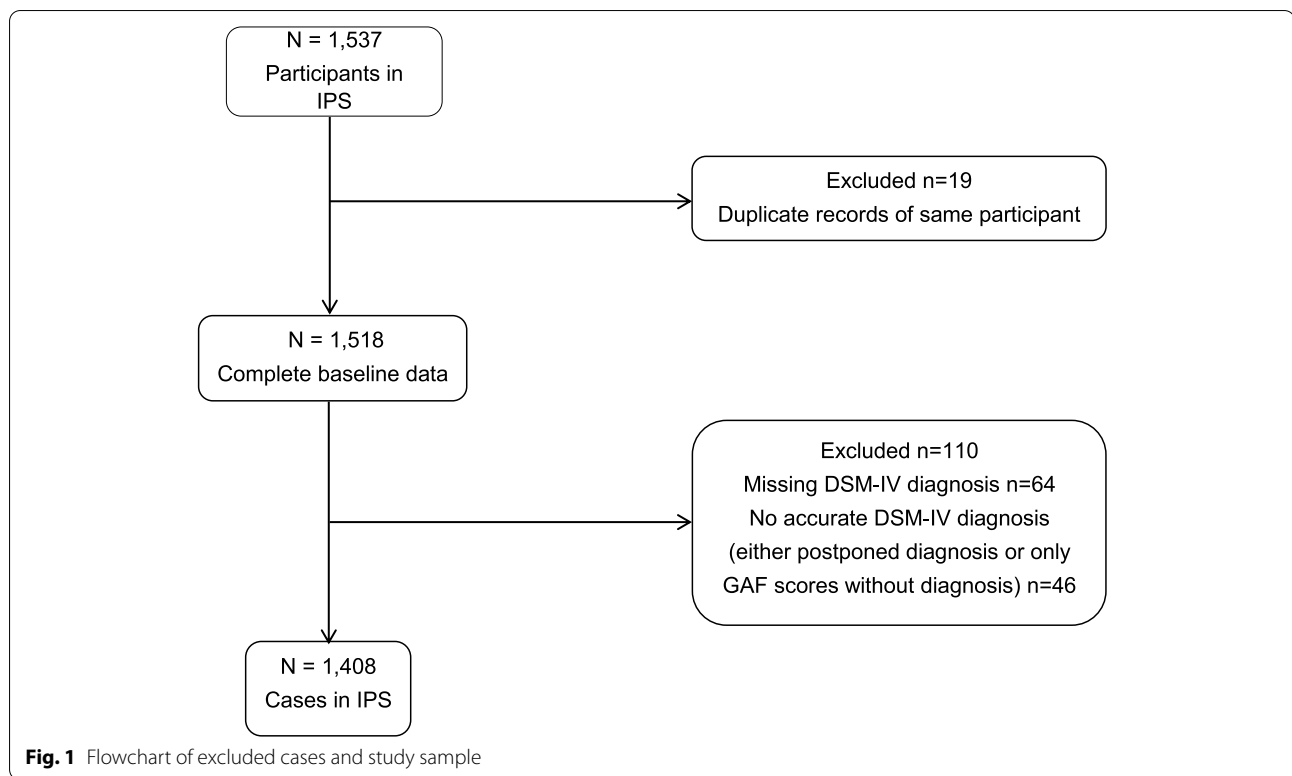 N = 1,537
Participants in
IPS
Excluded n=19
Duplicate records of same participant
N = 1,518
Complete baseline data
Excluded n=110
Missing DSM-IV diagnosis n=64
No accurate DSM-IV diagnosis
(either postponed diagnosis or only
GAF scores without diagnosis) n=46
N = 1,408
Cases in IPS
Fig. 1 Flowchart of excluded cases and study sample